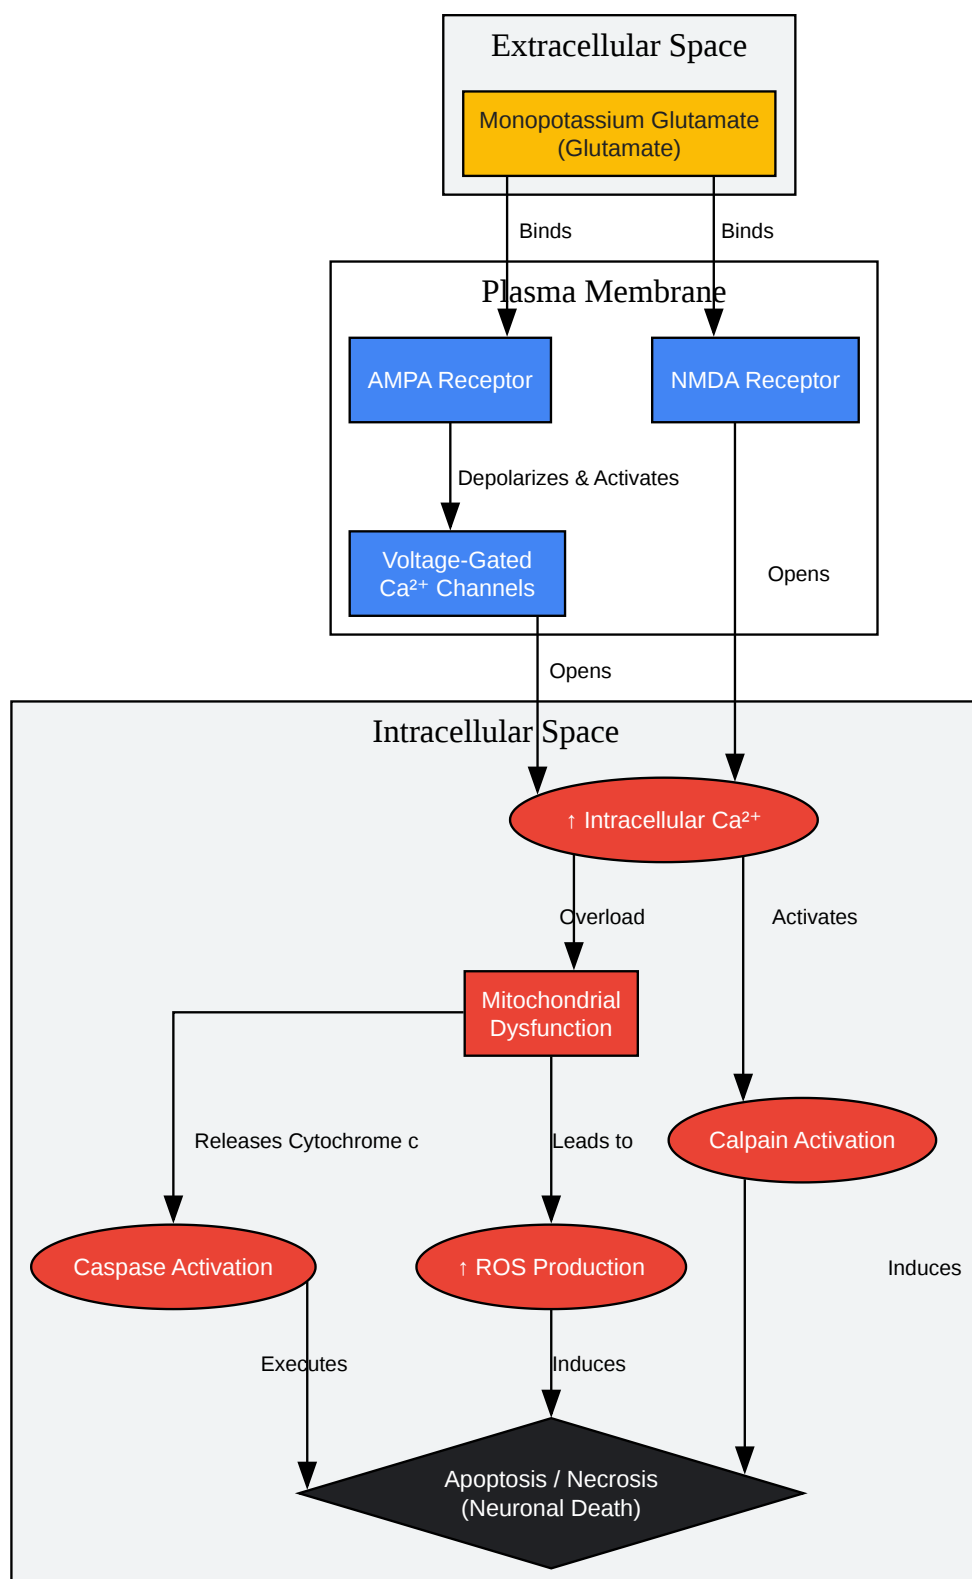 Extracellular Space
Monopotassium Glutamate
(Glutamate)
Binds
Binds
Plasma Membrane
AMPA Receptor
NMDA Receptor
Depolarizes & Activates
Voltage-Gated
Ca²⁺ Channels
Opens
Opens
Intracellular Space
↑ Intracellular Ca²⁺
Overload
Activates
Mitochondrial
Dysfunction
Releases Cytochrome c
Leads to
Calpain Activation
Caspase Activation
↑ ROS Production
Induces
Executes
Induces
Apoptosis / Necrosis
(Neuronal Death)